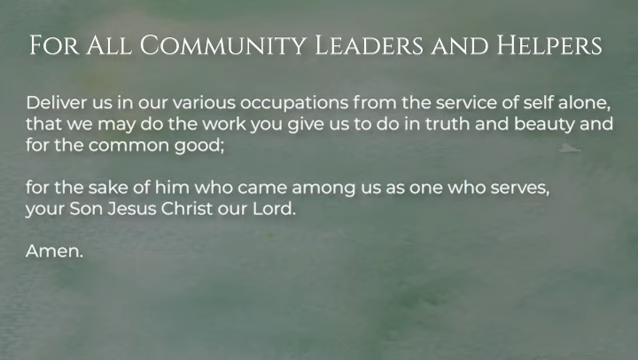 For All Community Leaders and Helpers
Deliver us in our various occupations from the service of self alone,
that we may do the work you give us to do in truth and beauty and
for the common good;
for the sake of him who came among us as one who serves,
your Son Jesus Christ our Lord.
Amen.